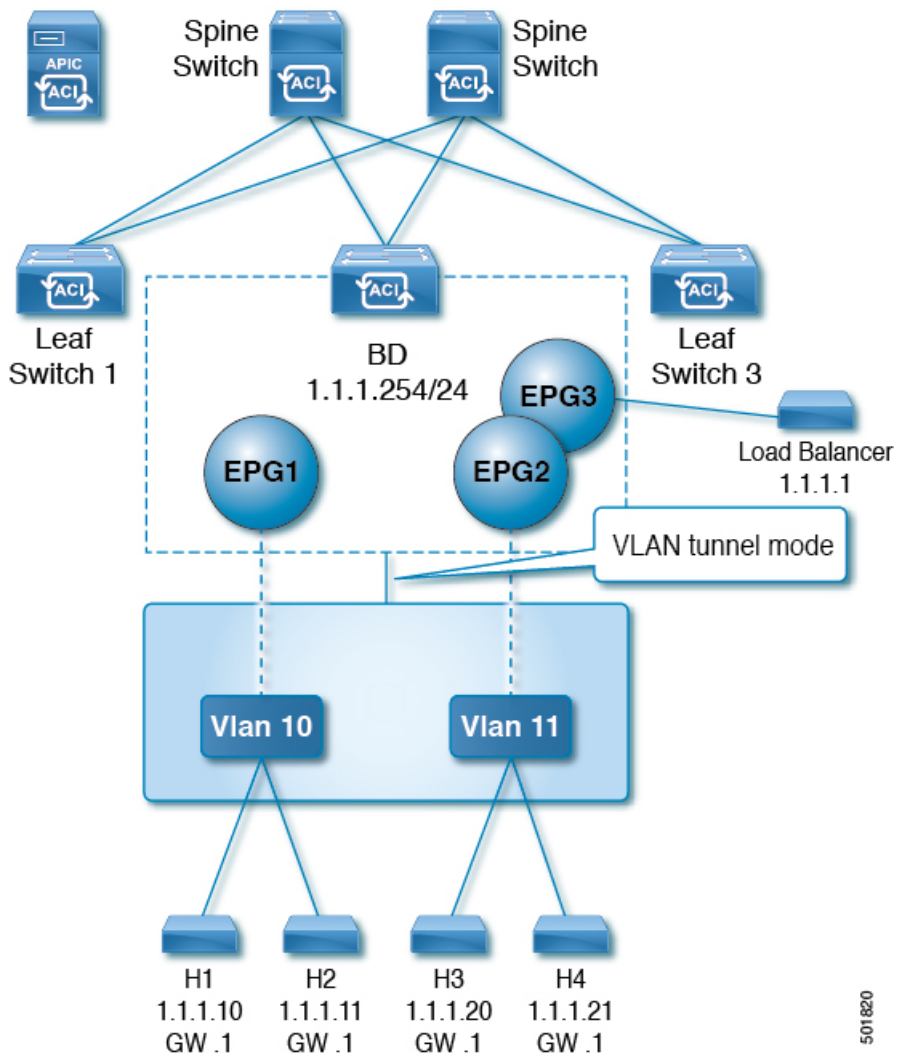 APIC
ACI
Spine
Switch
ACI
Spine
Switch
ACI
ACI
Leaf
Switch 1
ACI
BD
1.1.1.254/24
ACI
Leaf
Switch 3
EPG1
EPG3
EPG2
Load Balancer
1.1.1.1
VLAN tunnel mode
Vlan 10
Vlan 11
H1
1.1.1.10
GW .1
H2
1.1.1.11
GW .1
H3
1.1.1.20
GW .1
H4
1.1.1.21
GW .1
501820